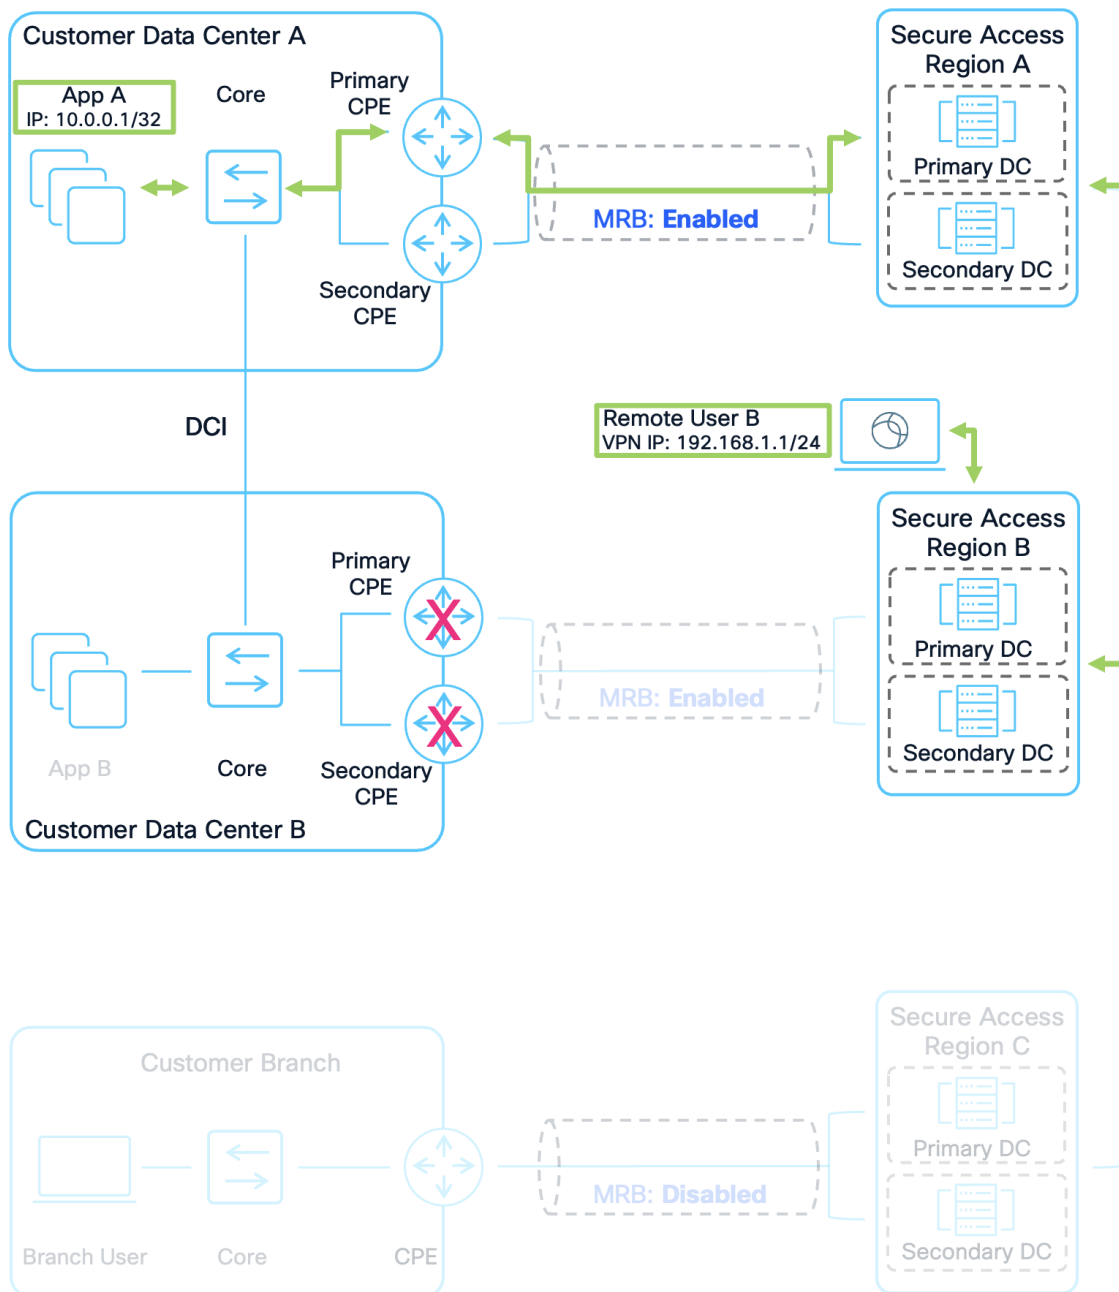 Customer Data Center A
App A
IP: 10.0.0.1/32
Core
Primary
CPE
Secondary
CPE
MRB: Enabled
Secure Access
Region A
Primary DC
Secondary DC
DCI
Remote User B
VPN IP: 192.168.1.1/24
Primary
CPE
X
X
App B
Core
Secondary
CPE
Customer Data Center B
MRB: Enabled
Secure Access
Region B
Primary DC
Secondary DC
Customer Branch
Branch User
Core
CPE
MRB: Disabled
Secure Access
Region C
Primary DC
Secondary DC